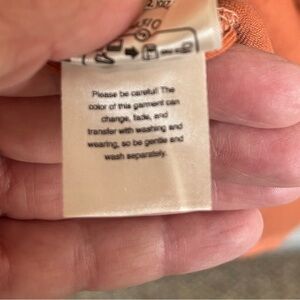 Please be careful! The
color of this garment can
change, fade, and
transfer with washing and
wearing, so be gentle and
wash separately.